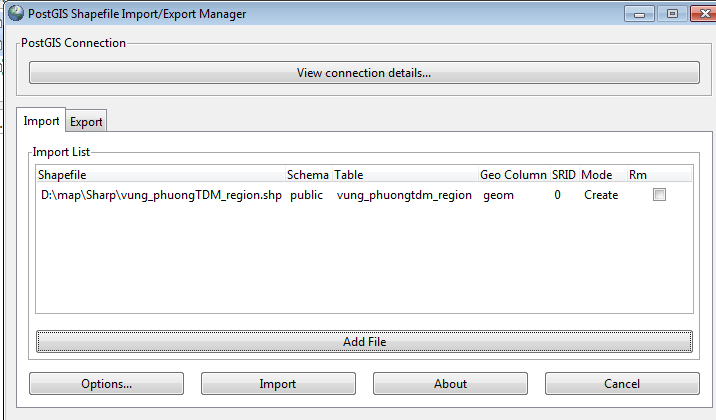 PostGIS Shapefile Import/Export Manager
PostGIS Connection
View connection details...
Import Export
Import List
Shapefile Schema Table Geo Column SRID Mode Rm
D:\map\Sharp\vung_phuongTDM_region.shp public vung_phuongtdm_region geom 0 Create
Add File
Options... Import About Cancel